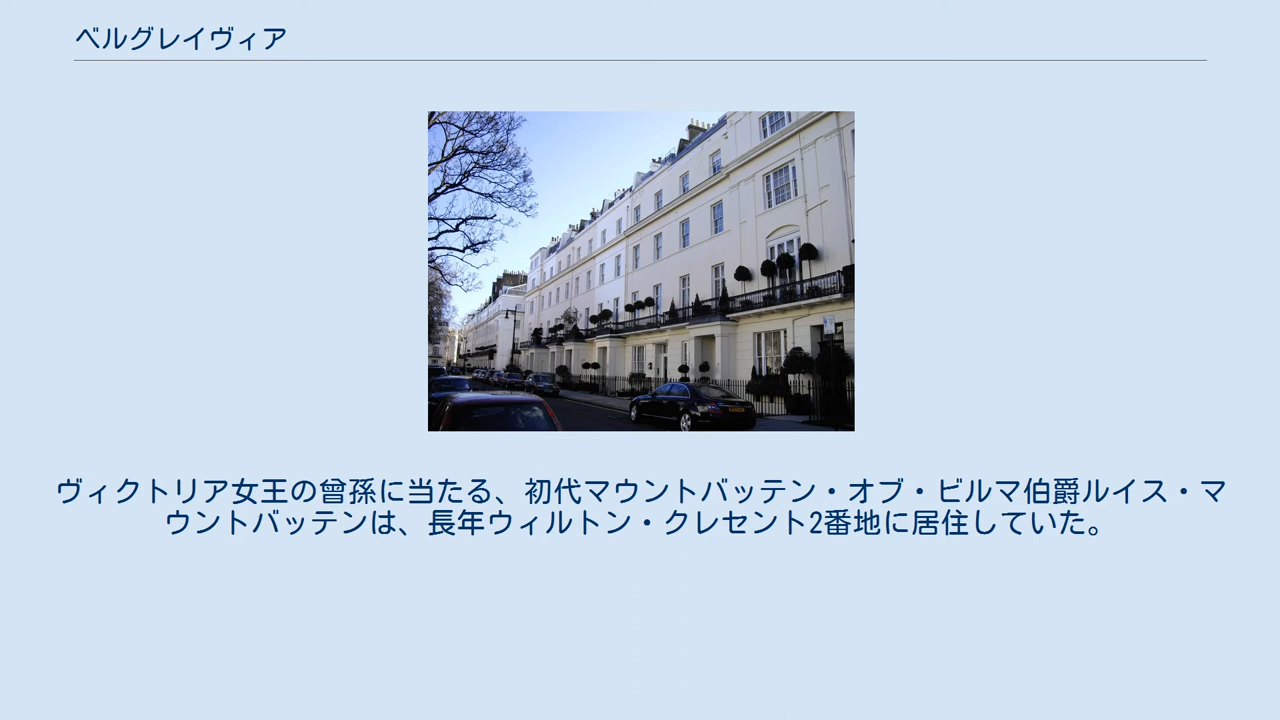 ベルグレイヴィア
ヴィクトリア女王の曾孫に当たる、初代マウントバッテン・オブ・ビルマ伯爵ルイス・マ
ウントバッテンは、長年ウィルトン・クレセント2番地に居住していた。